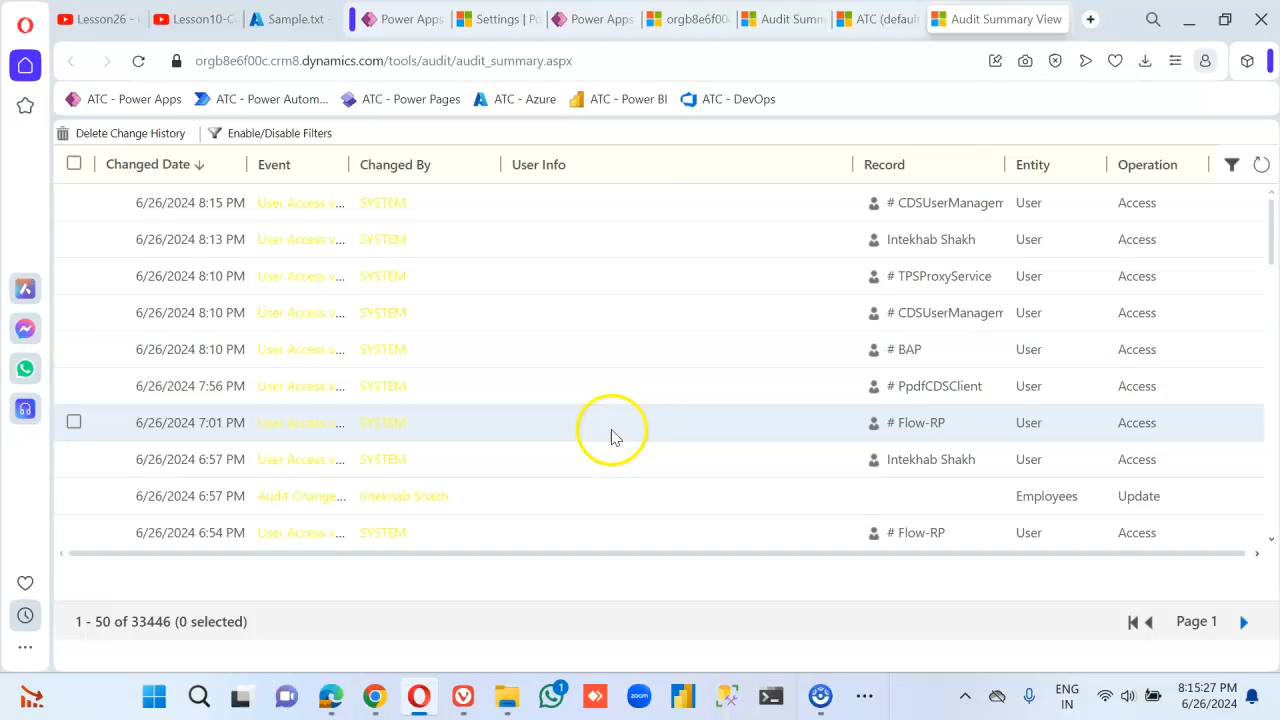 Lesson26 -
Lesson10-C
Sample.txt -
Power Apps
Settings | Po
Power Apps
orgb8e6f00c
Audit Summ
ATC (default
Audit Summary View
orgb8e6f00c.crm8.dynamics.com/tools/audit/audit_summary.aspx
ATC - Power Apps
ATC - Power Autom...
ATC - Power Pages
ATC - Azure
ATC - Power BI
ATC - DevOps
Delete Change History
Enable/Disable Filters
Changed Date Event Changed By User Info Record Entity Operation
6/26/2024 8:15 PM User Access v... SYSTEM # CDSUserManagem User Access
6/26/2024 8:13 PM User Access v... SYSTEM Intekhab Shakh User Access
6/26/2024 8:10 PM User Access v... SYSTEM # TPSProxyService User Access
6/26/2024 8:10 PM User Access v... SYSTEM # CDSUserManagem User Access
6/26/2024 8:10 PM User Access v... SYSTEM # BAP User Access
6/26/2024 7:56 PM User Access v... SYSTEM # PpdfCDSClient User Access
6/26/2024 7:01 PM User Access v... SYSTEM # Flow-RP User Access
6/26/2024 6:57 PM User Access v... SYSTEM Intekhab Shakh User Access
6/26/2024 6:57 PM Audit Change... Intekhab Shakh Employees Update
6/26/2024 6:54 PM User Access v... SYSTEM # Flow-RP User Access
1 - 50 of 33446 (0 selected)
Page 1
zoom
1
ENG
IN
8:15:27 PM
6/26/2024